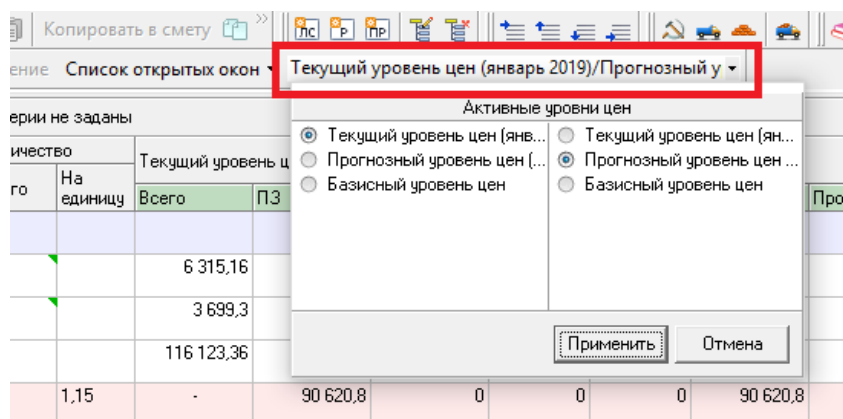 Копировать в смету »
ЛС Р ПР
ение Список открытых окон Текущий уровень цен (январь 2019)/Прогнозный у
Активные уровни цен
ерии не заданы
Текущий уровень цен (янв... Текущий уровень цен (ян...
ичество Текущий уровень ц
Прогнозный уровень цен (... Прогнозный уровень цен ...
го На единицу Всего ПЗ Про
Базисный уровень цен Базисный уровень цен
6 315,16
3 699,3
Применить Отмена
116 123,36
1,15 - 90 620,8 0 0 0 90 620,8